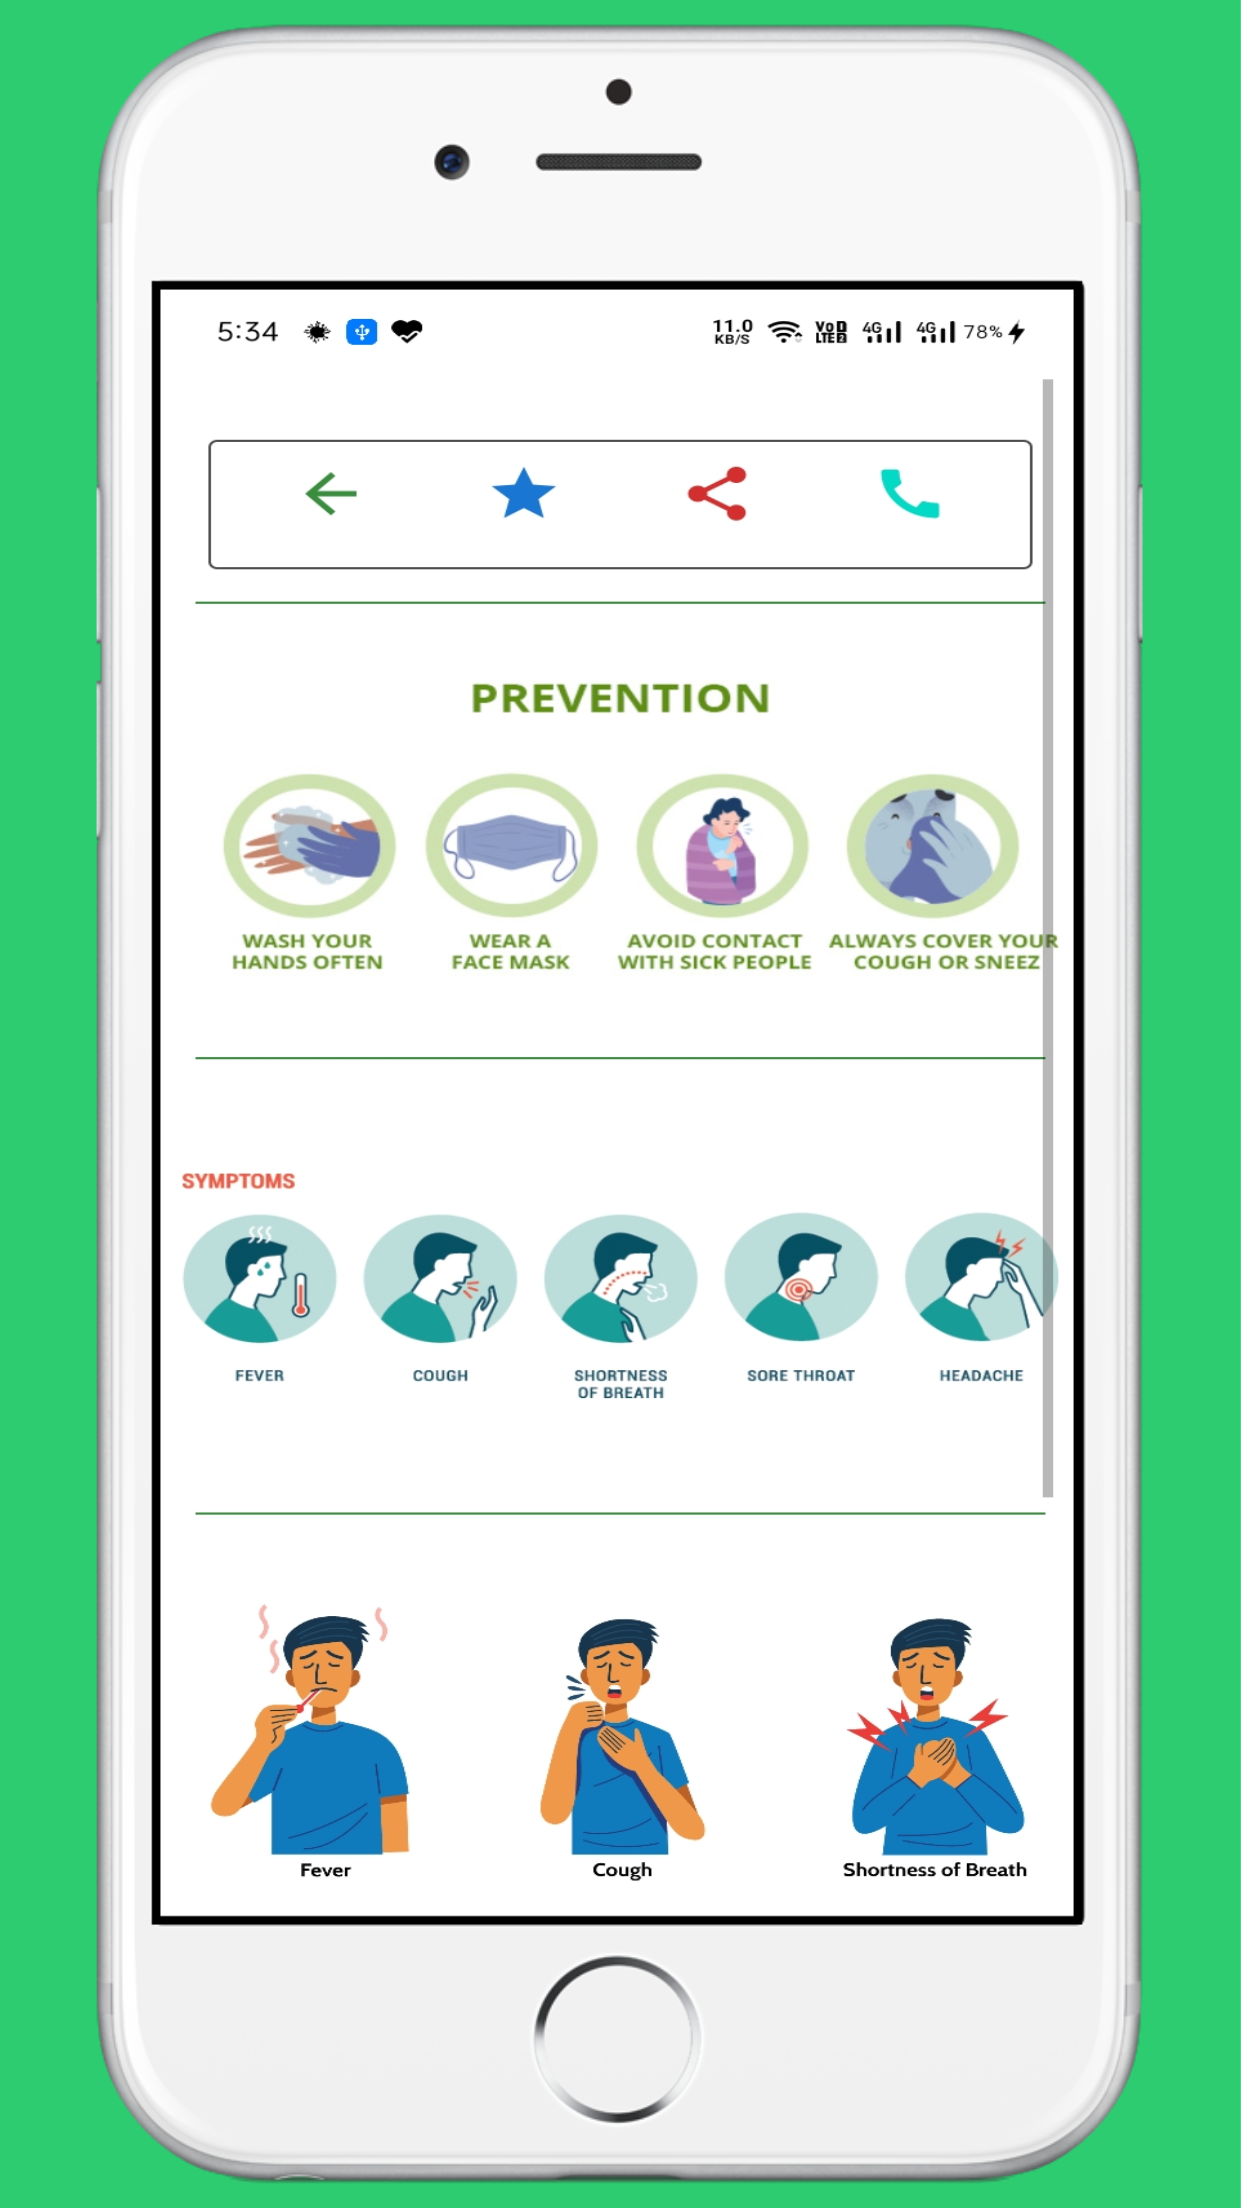 5:34 11.0 KB/S VoD LTE 2 4G 4G 78%
PREVENTION
WASH YOUR
HANDS OFTEN
WEAR A
FACE MASK
AVOID CONTACT
WITH SICK PEOPLE
ALWAYS COVER YOUR
COUGH OR SNEEZ
SYMPTOMS
FEVER
COUGH
SHORTNESS
OF BREATH
SORE THROAT
HEADACHE
Fever
Cough
Shortness of Breath